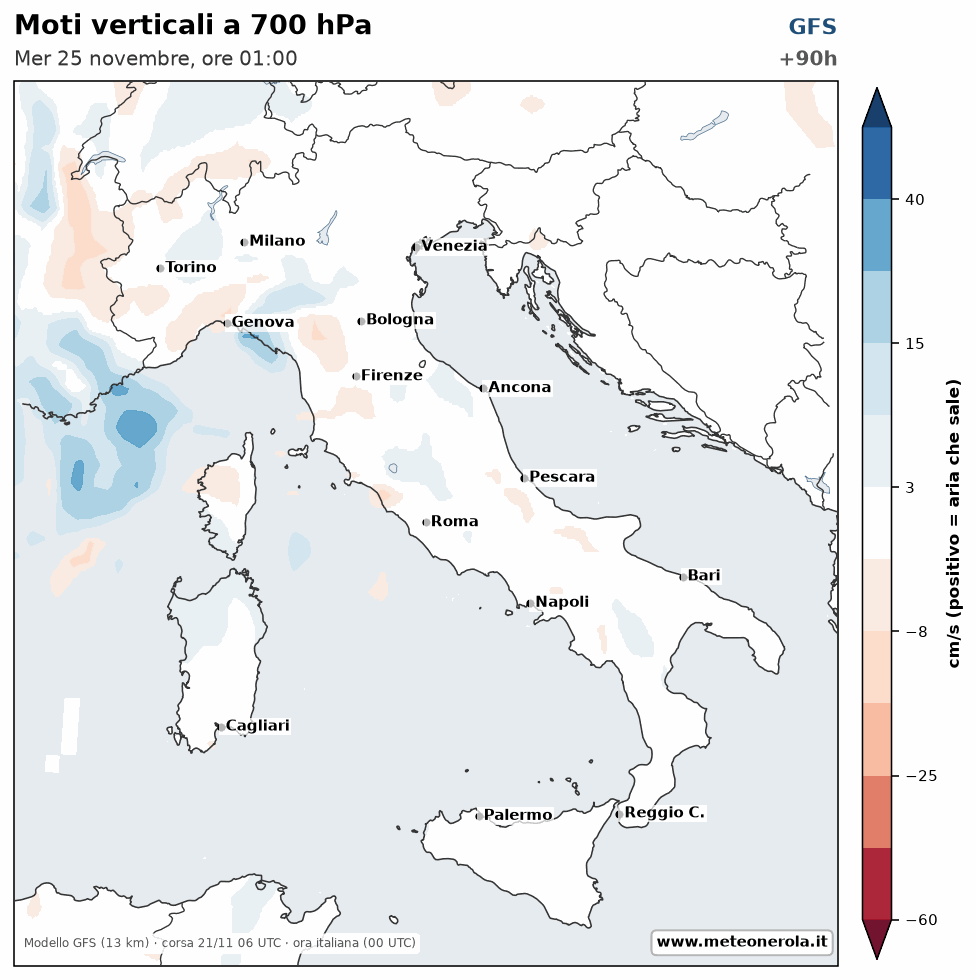 Moti verticali a 700 hPa
GFS
Mer 25 novembre, ore 01:00
+90h
Milano
Venezia
Torino
Genova
Bologna
Firenze
Ancona
Pescara
Roma
Bari
Napoli
Cagliari
Palermo
Reggio C.
40
15
3
−8
−25
−60
cm/s (positivo = aria che sale)
Modello GFS (13 km) · corsa 21/11 06 UTC · ora italiana (00 UTC)
www.meteonerola.it